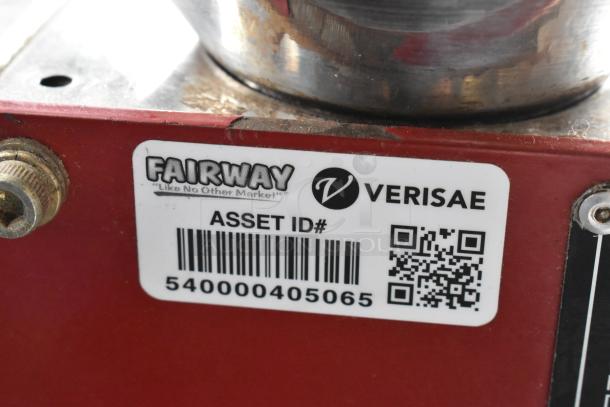 FAIRWAY
"Like No Other Market"
VERISAE
ASSET ID#
540000405065